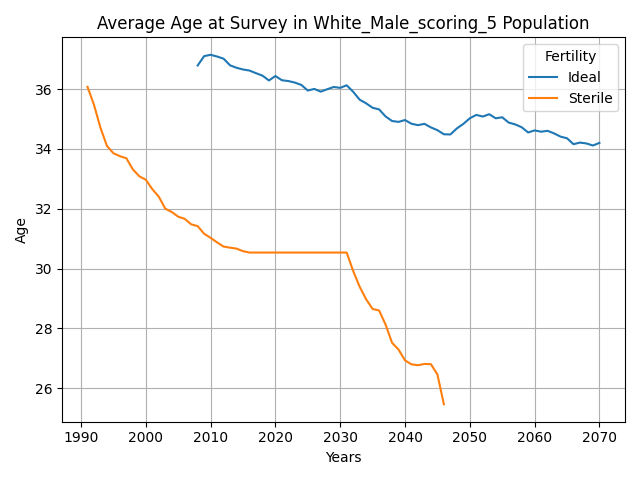 Average Age at Survey in White_Male_scoring_5 Population
Fertility
Ideal
Sterile
Age
36
34
32
30
28
26
1990 2000 2010 2020 2030 2040 2050 2060 2070
Years